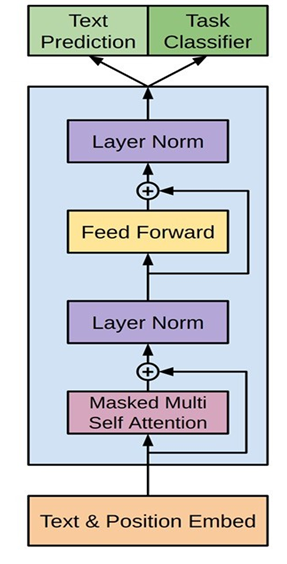 Text
Prediction
Task
Classifier
Layer Norm
+
Feed Forward
Layer Norm
+
Masked Multi
Self Attention
Text & Position Embed